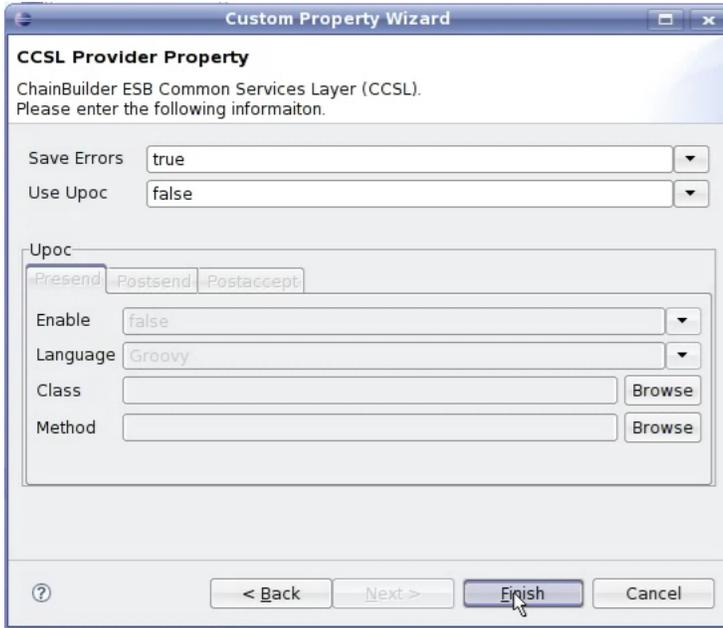 Custom Property Wizard
CCSL Provider Property
ChainBuilder ESB Common Services Layer (CCSL).
Please enter the following informaiton.
Save Errors true
Use Upoc false
Upoc
Presend Postsend Postaccept
Enable false
Language Groovy
Class Browse
Method Browse
? < Back Next > Finish Cancel